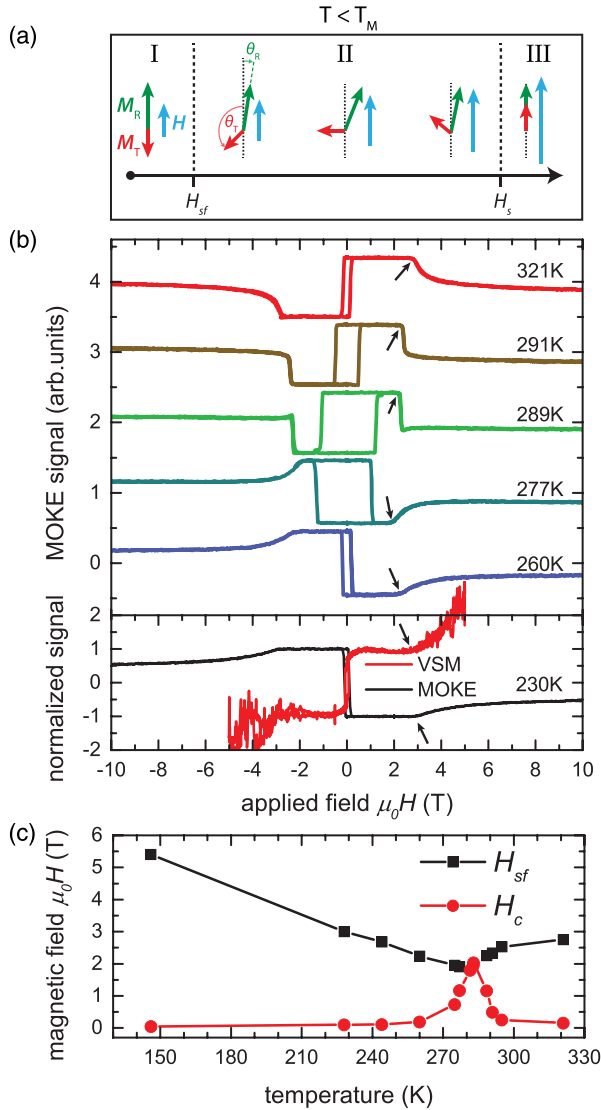 T < T_M
(a)
I II III
θ_R
M_R H
θ_T
M_T
H_sf H_s
(b)
MOKE signal (arb.units)
4
3
2
1
0
321K
291K
289K
277K
260K
normalized signal
2
1
0
-1
-2
VSM
MOKE
230K
-10 -8 -6 -4 -2 0 2 4 6 8 10
applied field μ₀H (T)
(c)
magnetic field μ₀H (T)
6
5
4
3
2
1
0
H_sf
H_c
150 180 210 240 270 300 330
temperature (K)